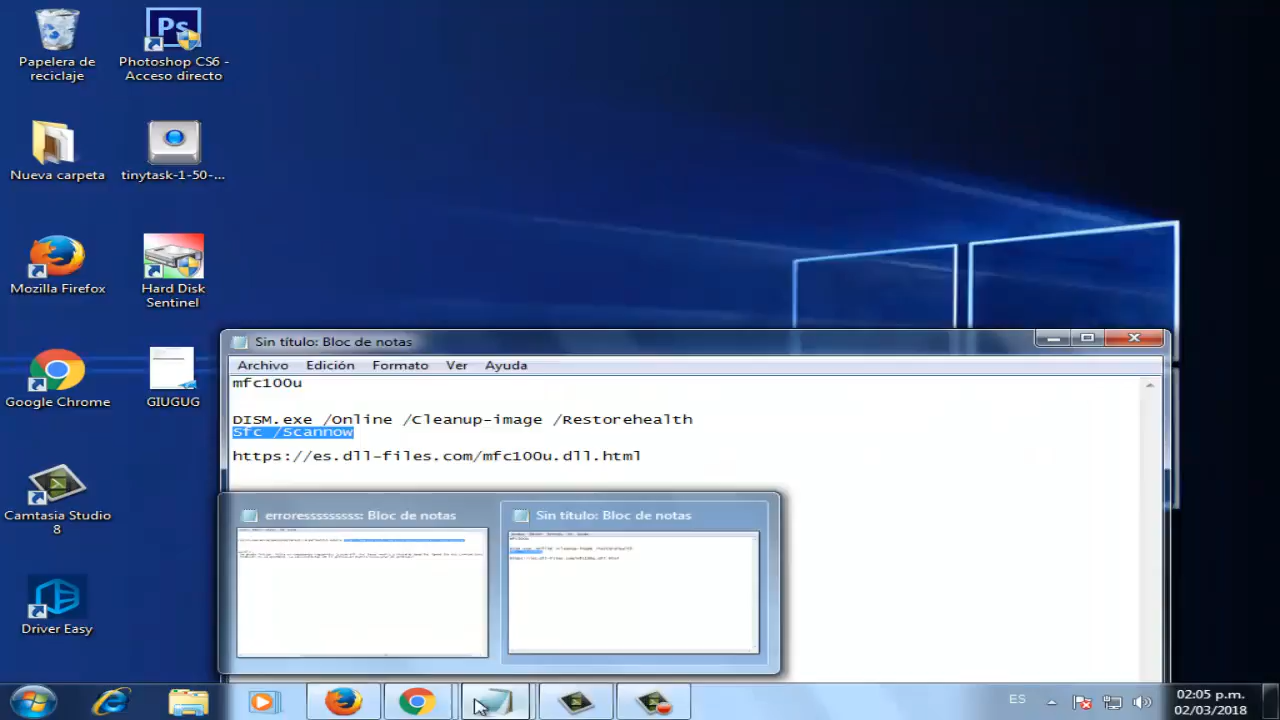 Papelera de
reciclaje
Ps
Photoshop CS6 -
Acceso directo
Nueva carpeta
tinytask-1-50-...
Mozilla Firefox
Hard Disk
Sentinel
Google Chrome
GIUGUG
Camtasia Studio
8
Driver Easy
Sin título: Bloc de notas
Archivo Edición Formato Ver Ayuda
mfc100u
DISM.exe /Online /Cleanup-image /Restorehealth
Sfc /Scannow
https://es.dll-files.com/mfc100u.dll.html
erroresssssssss: Bloc de notas
Sin título: Bloc de notas
ES
02:05 p.m.
02/03/2018